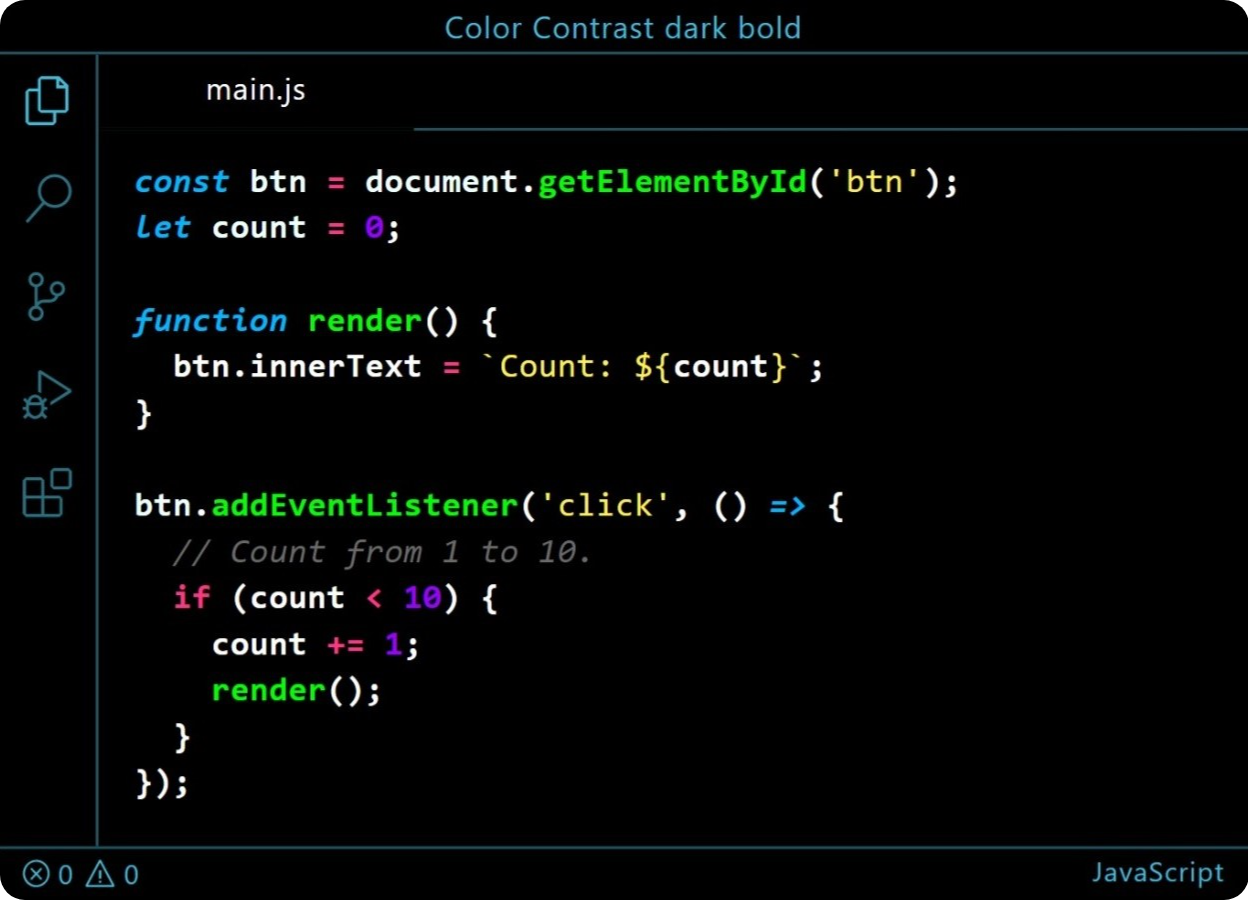 Color Contrast dark bold
main.js
const btn = document.getElementById('btn');
let count = 0;
function render() {
  btn.innerText = `Count: ${count}`;
}
btn.addEventListener('click', () => {
  // Count from 1 to 10.
  if (count < 10) {
    count += 1;
    render();
  }
});
0 0 JavaScript